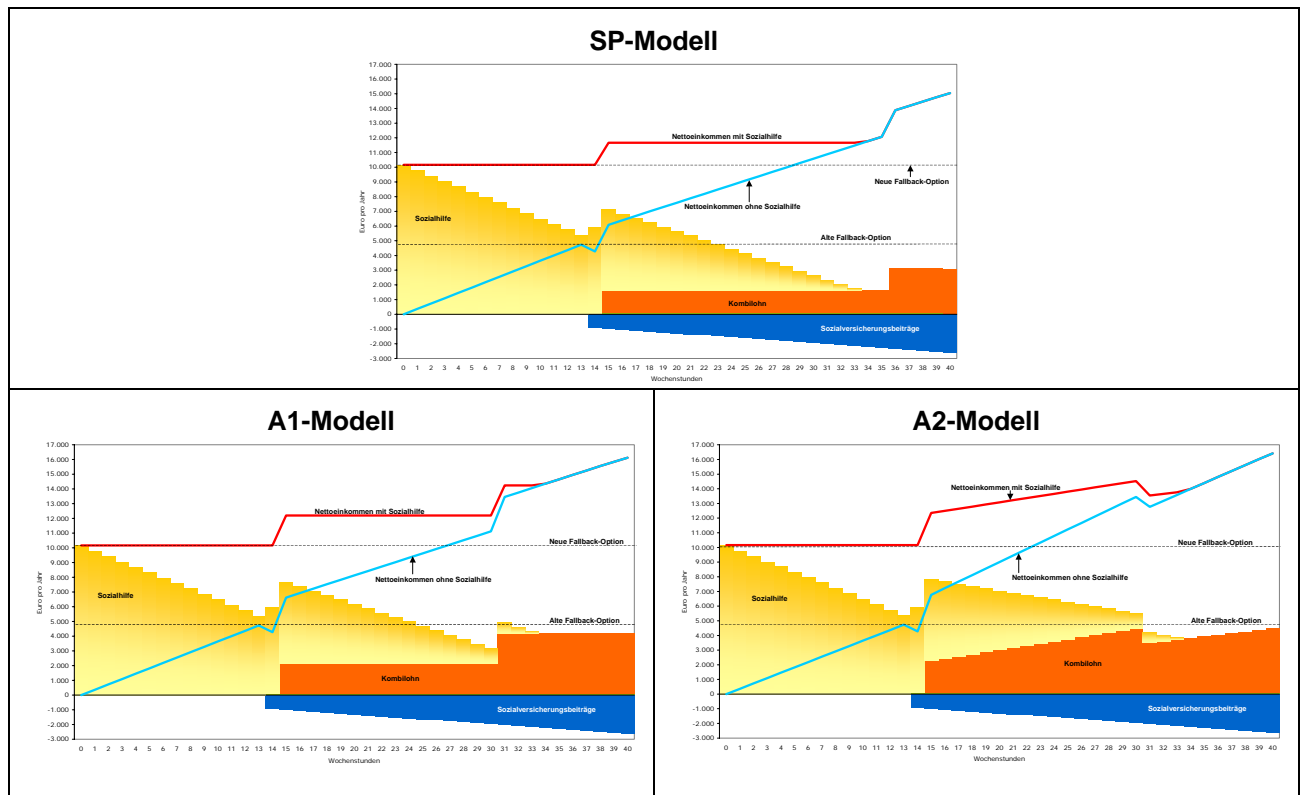 SP-Modell
17.000
16.000
15.000
14.000
13.000
12.000
11.000
10.000
9.000
8.000
7.000
6.000
5.000
4.000
3.000
2.000
1.000
0
-1.000
-2.000
-3.000
Euro pro Jahr
Nettoeinkommen mit Sozialhilfe
Neue Fallback-Option
Nettoeinkommen ohne Sozialhilfe
Sozialhilfe
Alte Fallback-Option
Kombilohn
Sozialversicherungsbeiträge
0 1 2 3 4 5 6 7 8 9 10 11 12 13 14 15 16 17 18 19 20 21 22 23 24 25 26 27 28 29 30 31 32 33 34 35 36 37 38 39 40
Wochenstunden
A1-Modell
17.000
16.000
15.000
14.000
13.000
12.000
11.000
10.000
9.000
8.000
7.000
6.000
5.000
4.000
3.000
2.000
1.000
0
-1.000
-2.000
-3.000
Euro pro Jahr
Nettoeinkommen mit Sozialhilfe
Neue Fallback-Option
Nettoeinkommen ohne Sozialhilfe
Sozialhilfe
Alte Fallback-Option
Kombilohn
Sozialversicherungsbeiträge
0 1 2 3 4 5 6 7 8 9 10 11 12 13 14 15 16 17 18 19 20 21 22 23 24 25 26 27 28 29 30 31 32 33 34 35 36 37 38 39 40
Wochenstunden
A2-Modell
17.000
16.000
15.000
14.000
13.000
12.000
11.000
10.000
9.000
8.000
7.000
6.000
5.000
4.000
3.000
2.000
1.000
0
-1.000
-2.000
-3.000
Euro pro Jahr
Nettoeinkommen mit Sozialhilfe
Neue Fallback-Option
Nettoeinkommen ohne Sozialhilfe
Sozialhilfe
Alte Fallback-Option
Kombilohn
Sozialversicherungsbeiträge
0 1 2 3 4 5 6 7 8 9 10 11 12 13 14 15 16 17 18 19 20 21 22 23 24 25 26 27 28 29 30 31 32 33 34 35 36 37 38 39 40
Wochenstunden